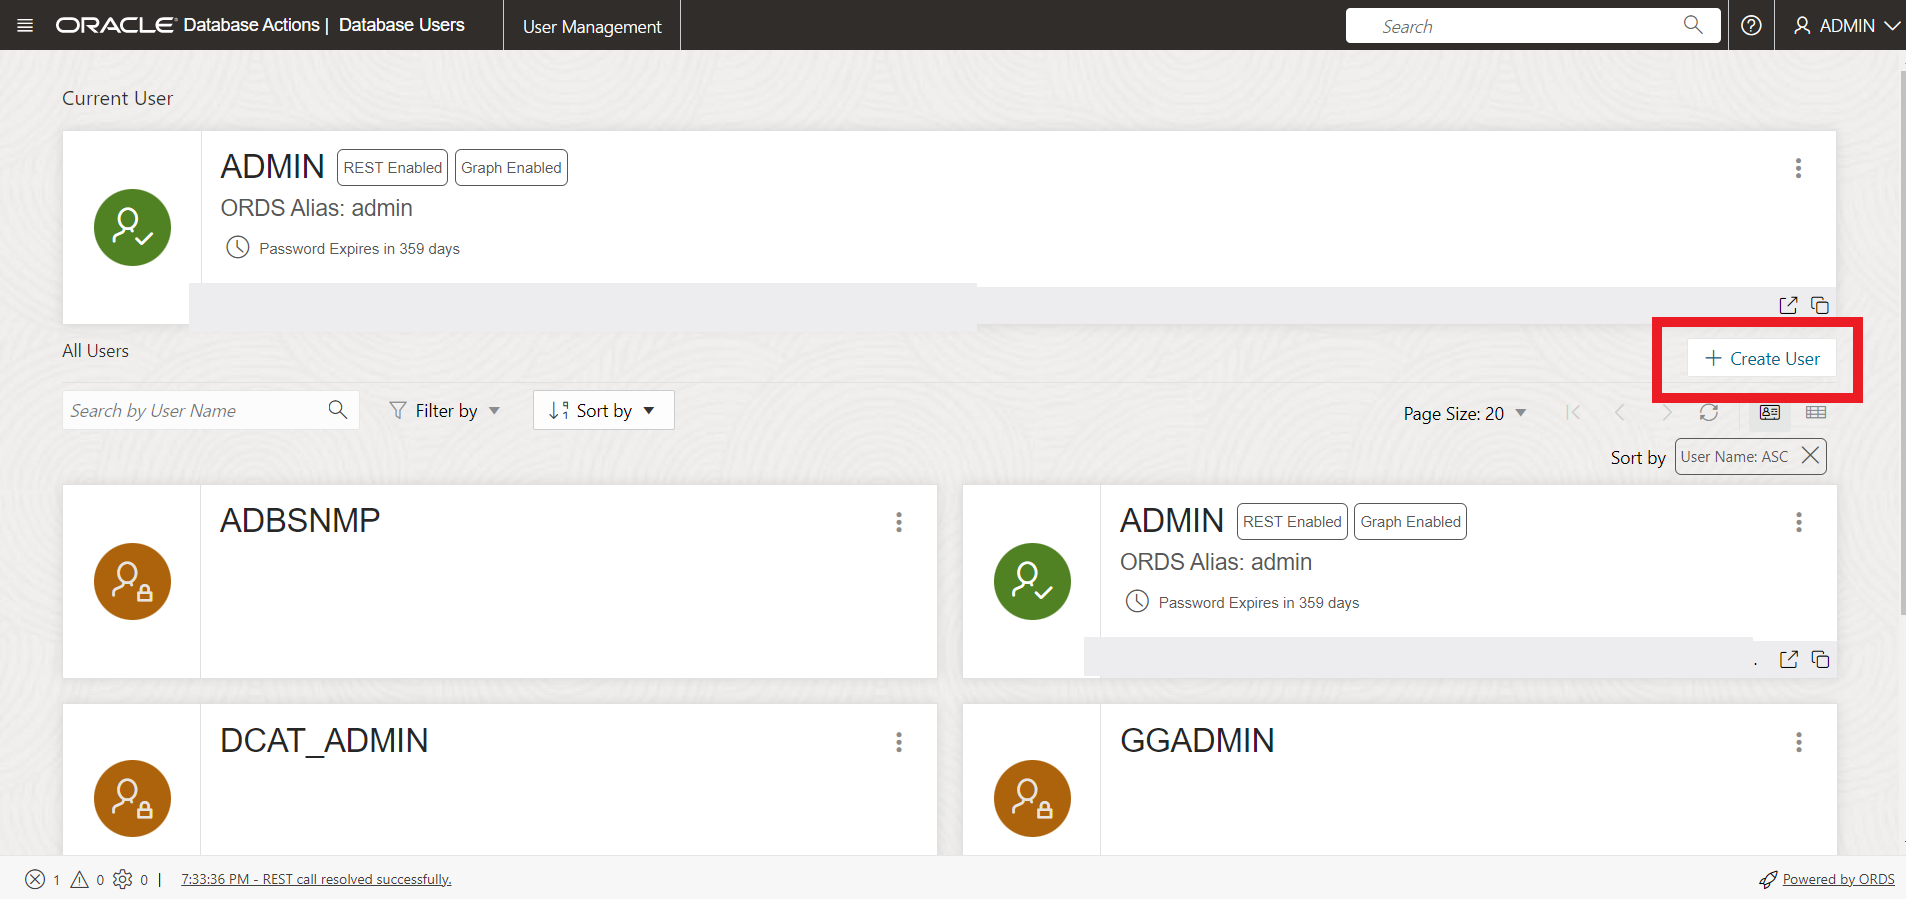 ORACLE Database Actions | Database Users
User Management
Search
ADMIN
Current User
ADMIN REST Enabled Graph Enabled
ORDS Alias: admin
Password Expires in 359 days
All Users
+ Create User
Search by User Name
Filter by
Sort by
Page Size: 20
Sort by User Name: ASC
ADBSNMP
ADMIN REST Enabled Graph Enabled
ORDS Alias: admin
Password Expires in 359 days
.
DCAT_ADMIN
GGADMIN
1 0 0 | 7:33:36 PM - REST call resolved successfully.
Powered by ORDS